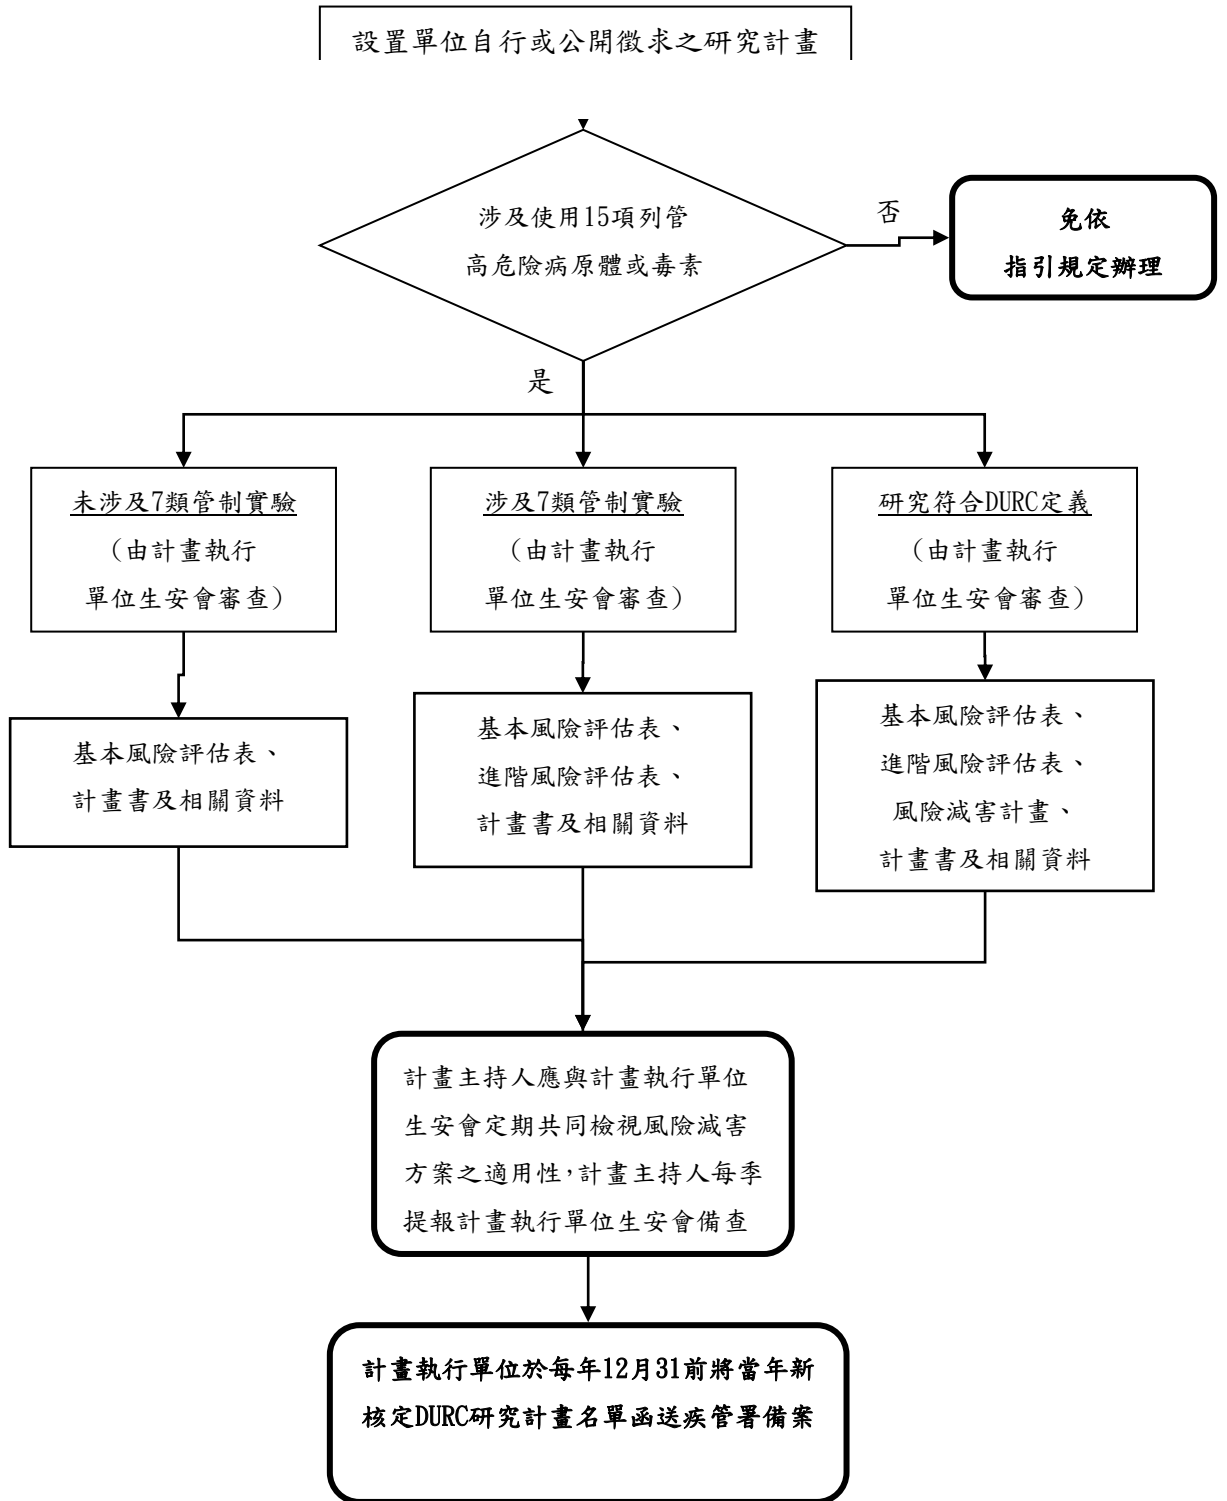 設置單位自行或公開徵求之研究計畫
涉及使用15項列管
高危險病原體或毒素
否
免依
指引規定辦理
是
未涉及7類管制實驗
（由計畫執行
單位生安會審查）
涉及7類管制實驗
（由計畫執行
單位生安會審查）
研究符合DURC定義
（由計畫執行
單位生安會審查）
基本風險評估表、
計畫書及相關資料
基本風險評估表、
進階風險評估表、
計畫書及相關資料
基本風險評估表、
進階風險評估表、
風險減害計畫、
計畫書及相關資料
計畫主持人應與計畫執行單位
生安會定期共同檢視風險減害
方案之適用性，計畫主持人每季
提報計畫執行單位生安會備查
計畫執行單位於每年12月31前將當年新
核定DURC研究計畫名單函送疾管署備案